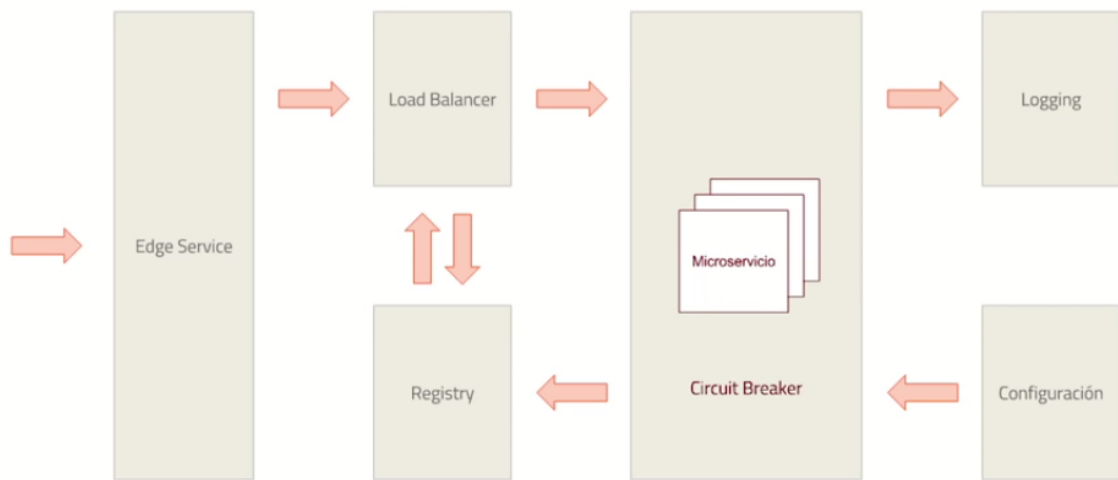 Edge Service
Load Balancer
Registry
Microservicio
Circuit Breaker
Logging
Configuración